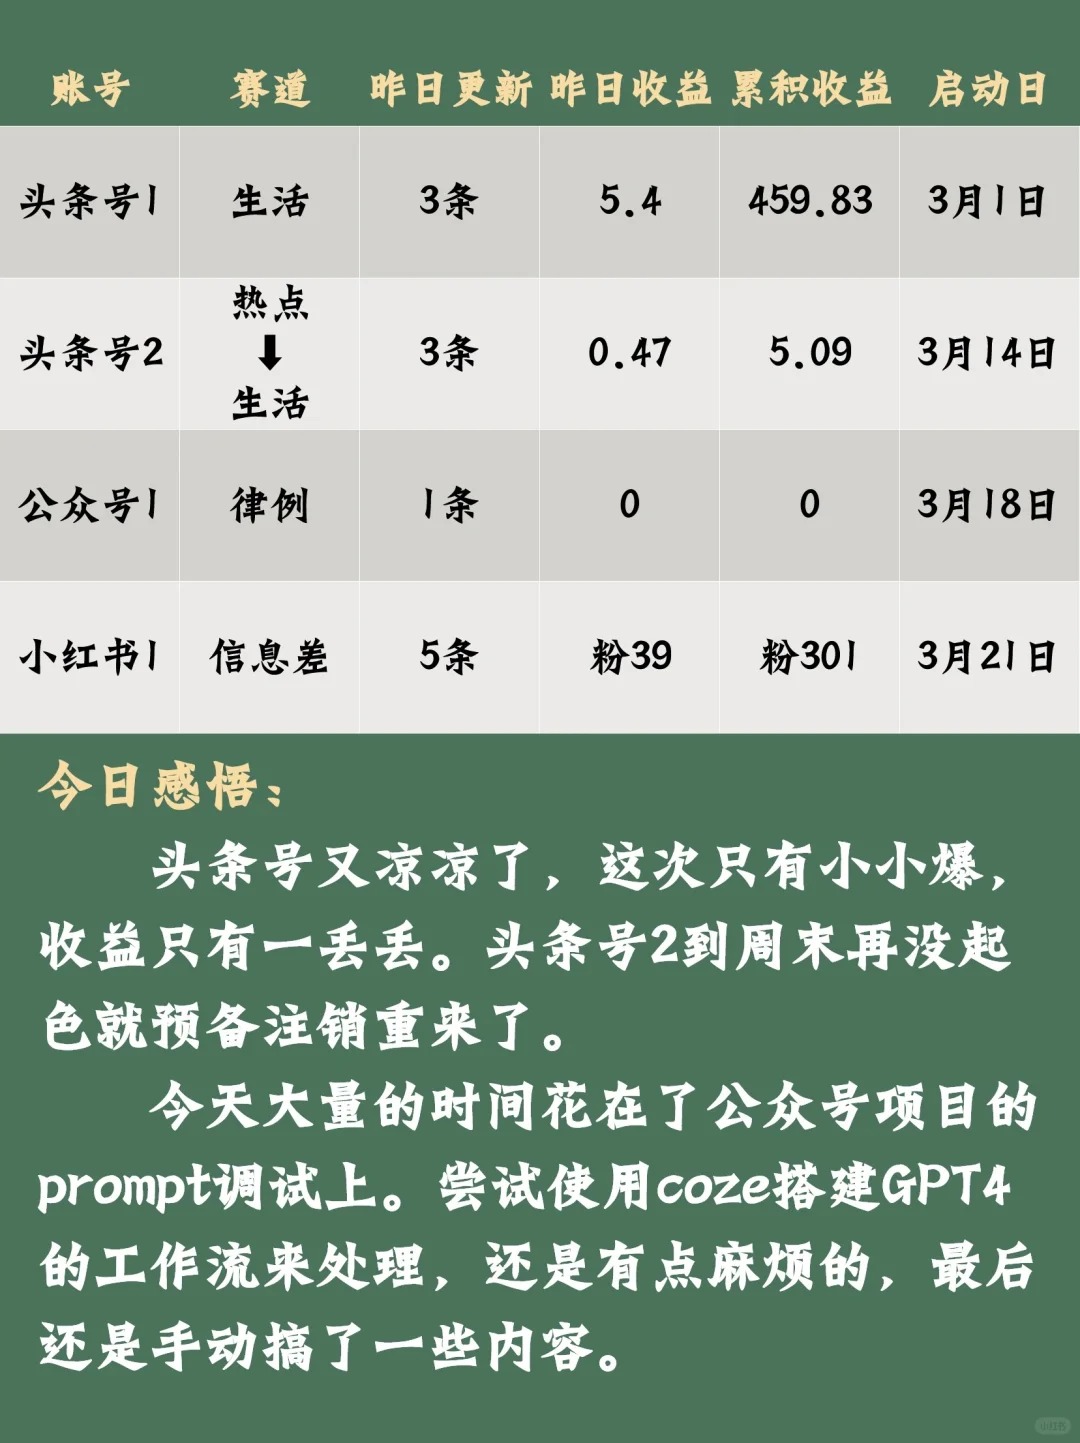 账号 赛道 昨日更新 昨日收益 累积收益 启动日
头条号1 生活 3条 5.4 459.83 3月1日
热点
头条号2 ⬇ 3条 0.47 5.09 3月14日
生活
公众号1 律例 1条 0 0 3月18日
小红书1 信息差 5条 粉39 粉301 3月21日
今日感悟：
头条号又凉凉了，这次只有小小爆，
收益只有一丢丢。头条号2到周末再没起
色就预备注销重来了。
今天大量的时间花在了公众号项目的
prompt调试上。尝试使用coze搭建GPT4
的工作流来处理，还是有点麻烦的，最后
还是手动搞了一些内容。
小红书